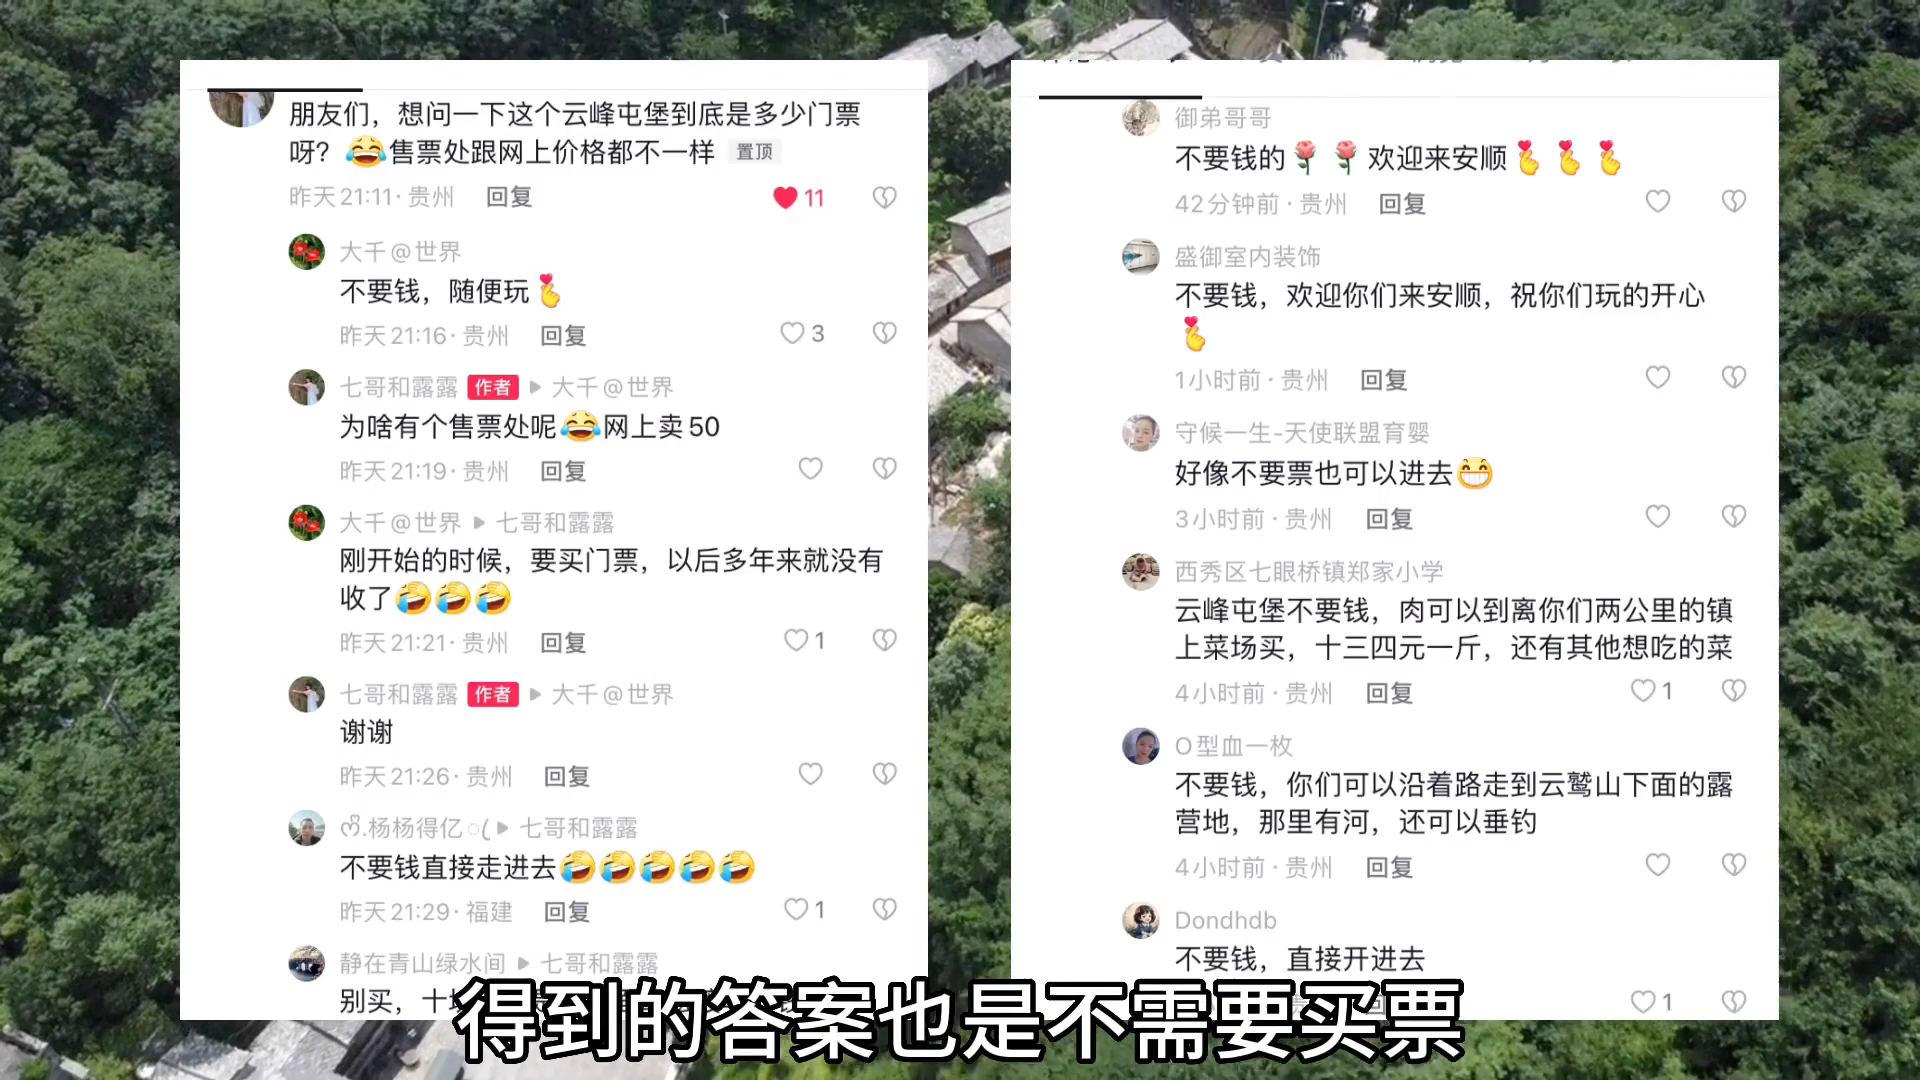 朋友们，想问一下这个云峰屯堡到底是多少门票
呀？😂售票处跟网上价格都不一样 置顶
昨天21:11·贵州 回复 11
大千@世界
不要钱，随便玩🫰
昨天21:16·贵州 回复 3
七哥和露露 作者 ▶ 大千@世界
为啥有个售票处呢😂网上卖50
昨天21:19·贵州 回复
大千@世界 ▶ 七哥和露露
刚开始的时候，要买门票，以后多年来就没有
收了🤣🤣🤣
昨天21:21·贵州 回复 1
七哥和露露 作者 ▶ 大千@世界
谢谢
昨天21:26·贵州 回复
.杨杨得亿 ▶ 七哥和露露
不要钱直接走进去🤣🤣🤣🤣🤣
昨天21:29·福建 回复 1
静在青山绿水间 ▶ 七哥和露露
别买，十
御弟哥哥
不要钱的🌹🌹欢迎来安顺🫰🫰🫰
42分钟前·贵州 回复
盛御室内装饰
不要钱，欢迎你们来安顺，祝你们玩的开心
🫰
1小时前·贵州 回复
守候一生-天使联盟育婴
好像不要票也可以进去😁
3小时前·贵州 回复
西秀区七眼桥镇郑家小学
云峰屯堡不要钱，肉可以到离你们两公里的镇
上菜场买，十三四元一斤，还有其他想吃的菜
4小时前·贵州 回复 1
O型血一枚
不要钱，你们可以沿着路走到云鹫山下面的露
营地，那里有河，还可以垂钓
4小时前·贵州 回复
Dondhdb
不要钱，直接开进去
1
得到的答案也是不需要买票